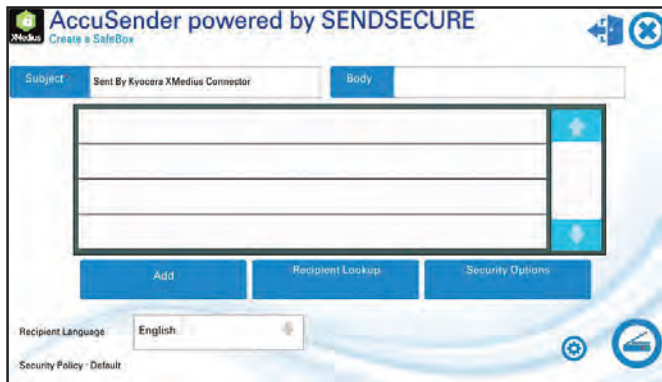 AccuSender powered by SENDSECURE
XMedius
Create a SafeBox
Subject
Sent By Kyocera XMedius Connector
Body
Add
Recipient Lookup
Security Options
Recipient Language
English
Security Policy - Default